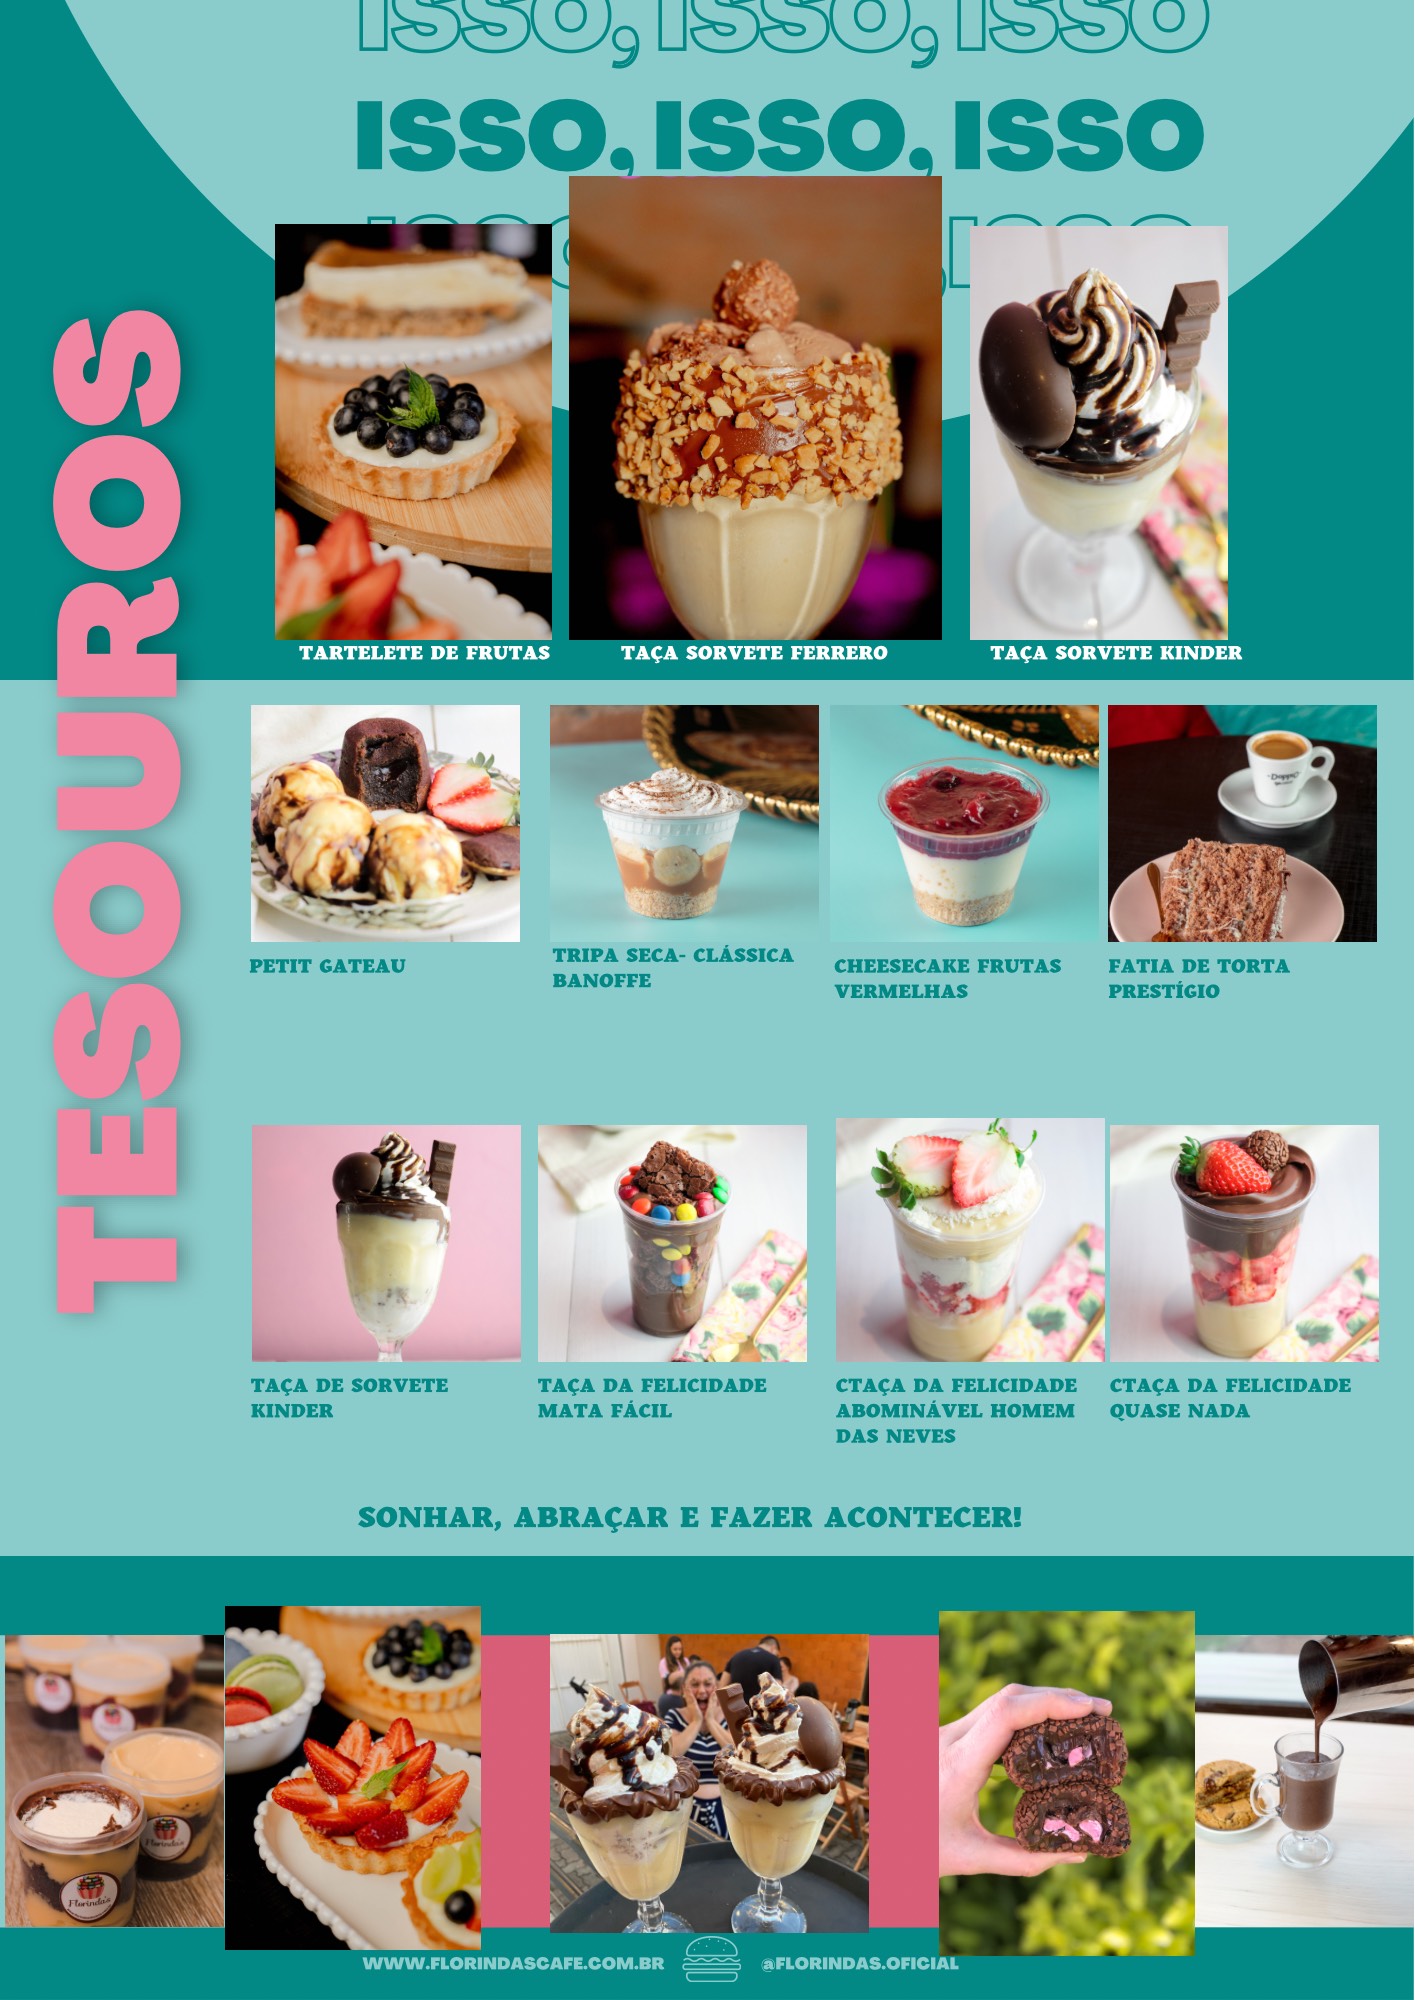 ISSO, ISSO, ISSO
ISSO, ISSO, ISSO
TESOUROS
TARTELETE DE FRUTAS
TAÇA SORVETE FERRERO
TAÇA SORVETE KINDER
PETIT GATEAU
TRIPA SECA- CLÁSSICA
BANOFFE
CHEESECAKE FRUTAS
VERMELHAS
FATIA DE TORTA
PRESTÍGIO
TAÇA DE SORVETE
KINDER
TAÇA DA FELICIDADE
MATA FÁCIL
CTAÇA DA FELICIDADE
ABOMINÁVEL HOMEM
DAS NEVES
CTAÇA DA FELICIDADE
QUASE NADA
SONHAR, ABRAÇAR E FAZER ACONTECER!
Florinda's
Florinda's
WWW.FLORINDASCAFE.COM.BR
@FLORINDAS.OFICIAL